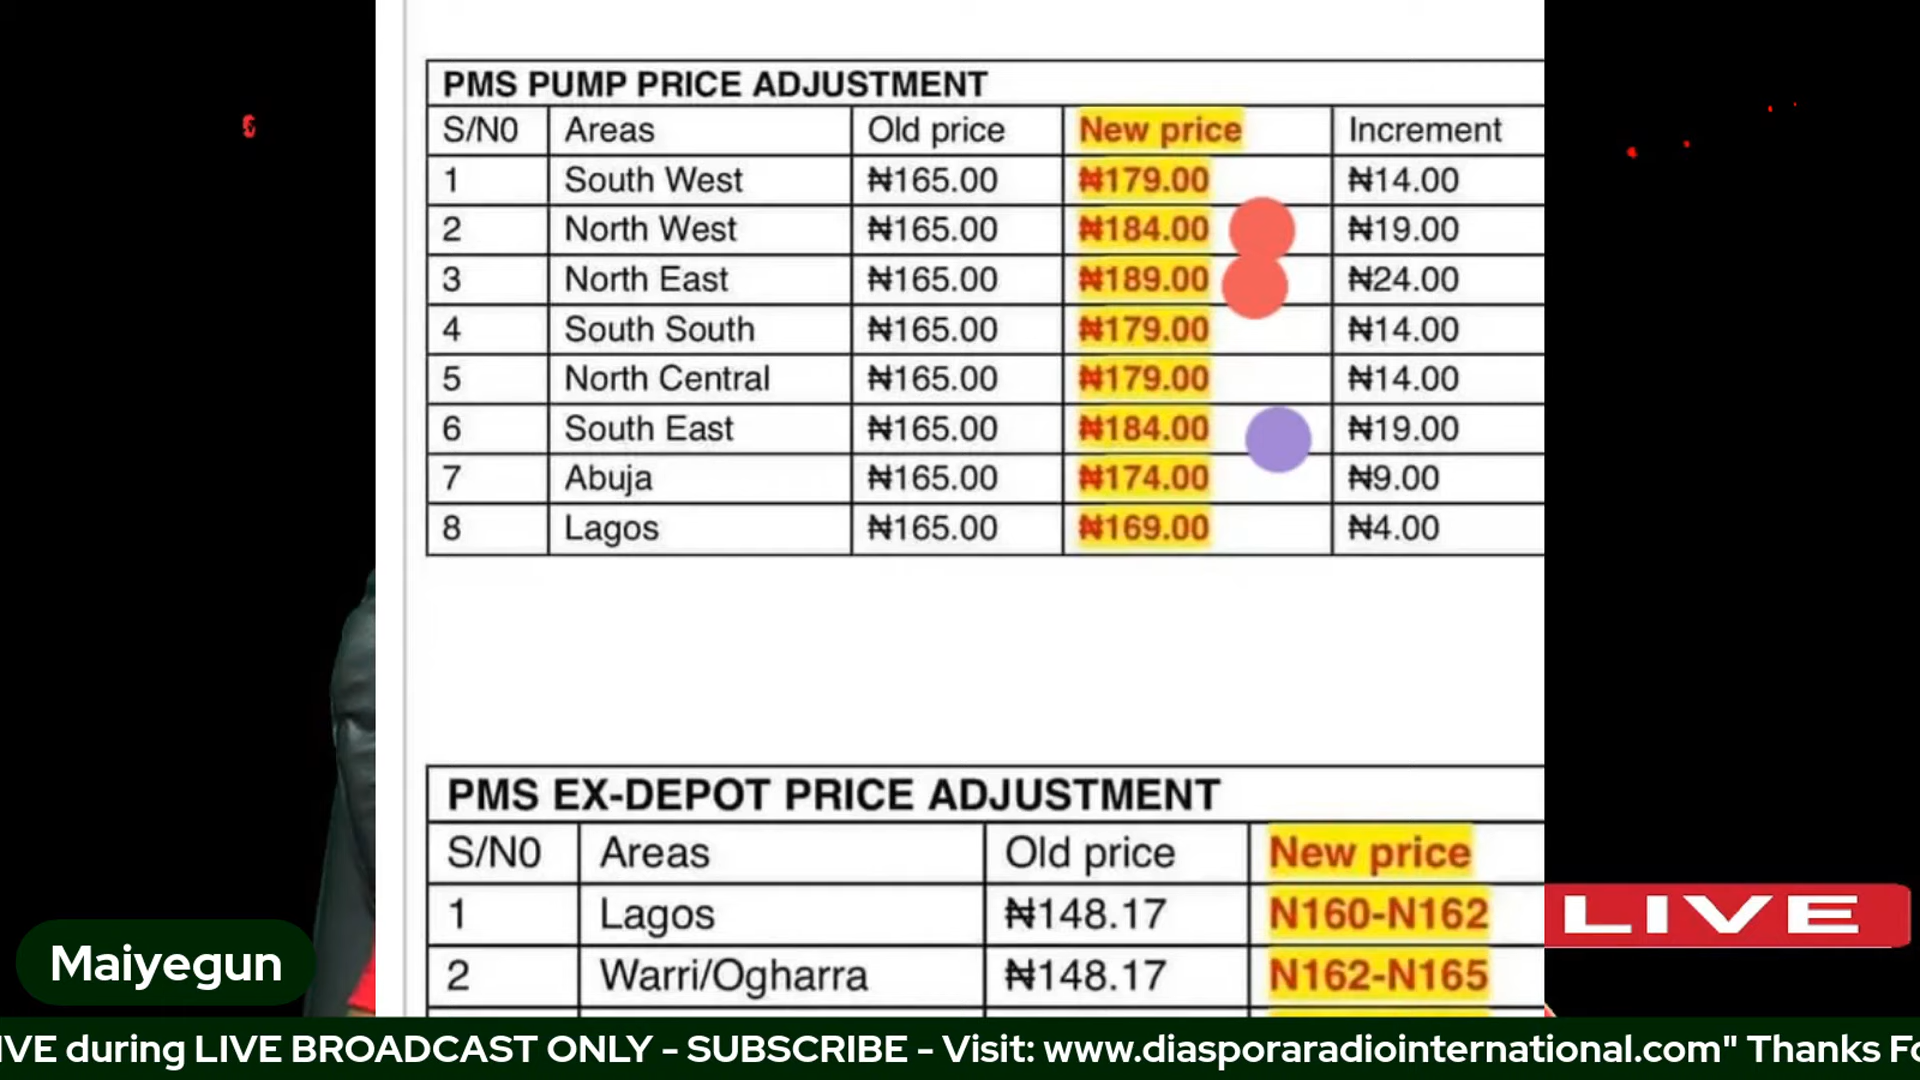 PMS PUMP PRICE ADJUSTMENT
S/N0 Areas Old price New price Increment
1 South West ₦165.00 ₦179.00 ₦14.00
2 North West ₦165.00 ₦184.00 ₦19.00
3 North East ₦165.00 ₦189.00 ₦24.00
4 South South ₦165.00 ₦179.00 ₦14.00
5 North Central ₦165.00 ₦179.00 ₦14.00
6 South East ₦165.00 ₦184.00 ₦19.00
7 Abuja ₦165.00 ₦174.00 ₦9.00
8 Lagos ₦165.00 ₦169.00 ₦4.00
PMS EX-DEPOT PRICE ADJUSTMENT
S/N0 Areas Old price New price
1 Lagos ₦148.17 N160-N162
2 Warri/Ogharra ₦148.17 N162-N165
LIVE
Maiyegun
IVE during LIVE BROADCAST ONLY - SUBSCRIBE - Visit: www.diasporaradiointernational.com" Thanks Fo